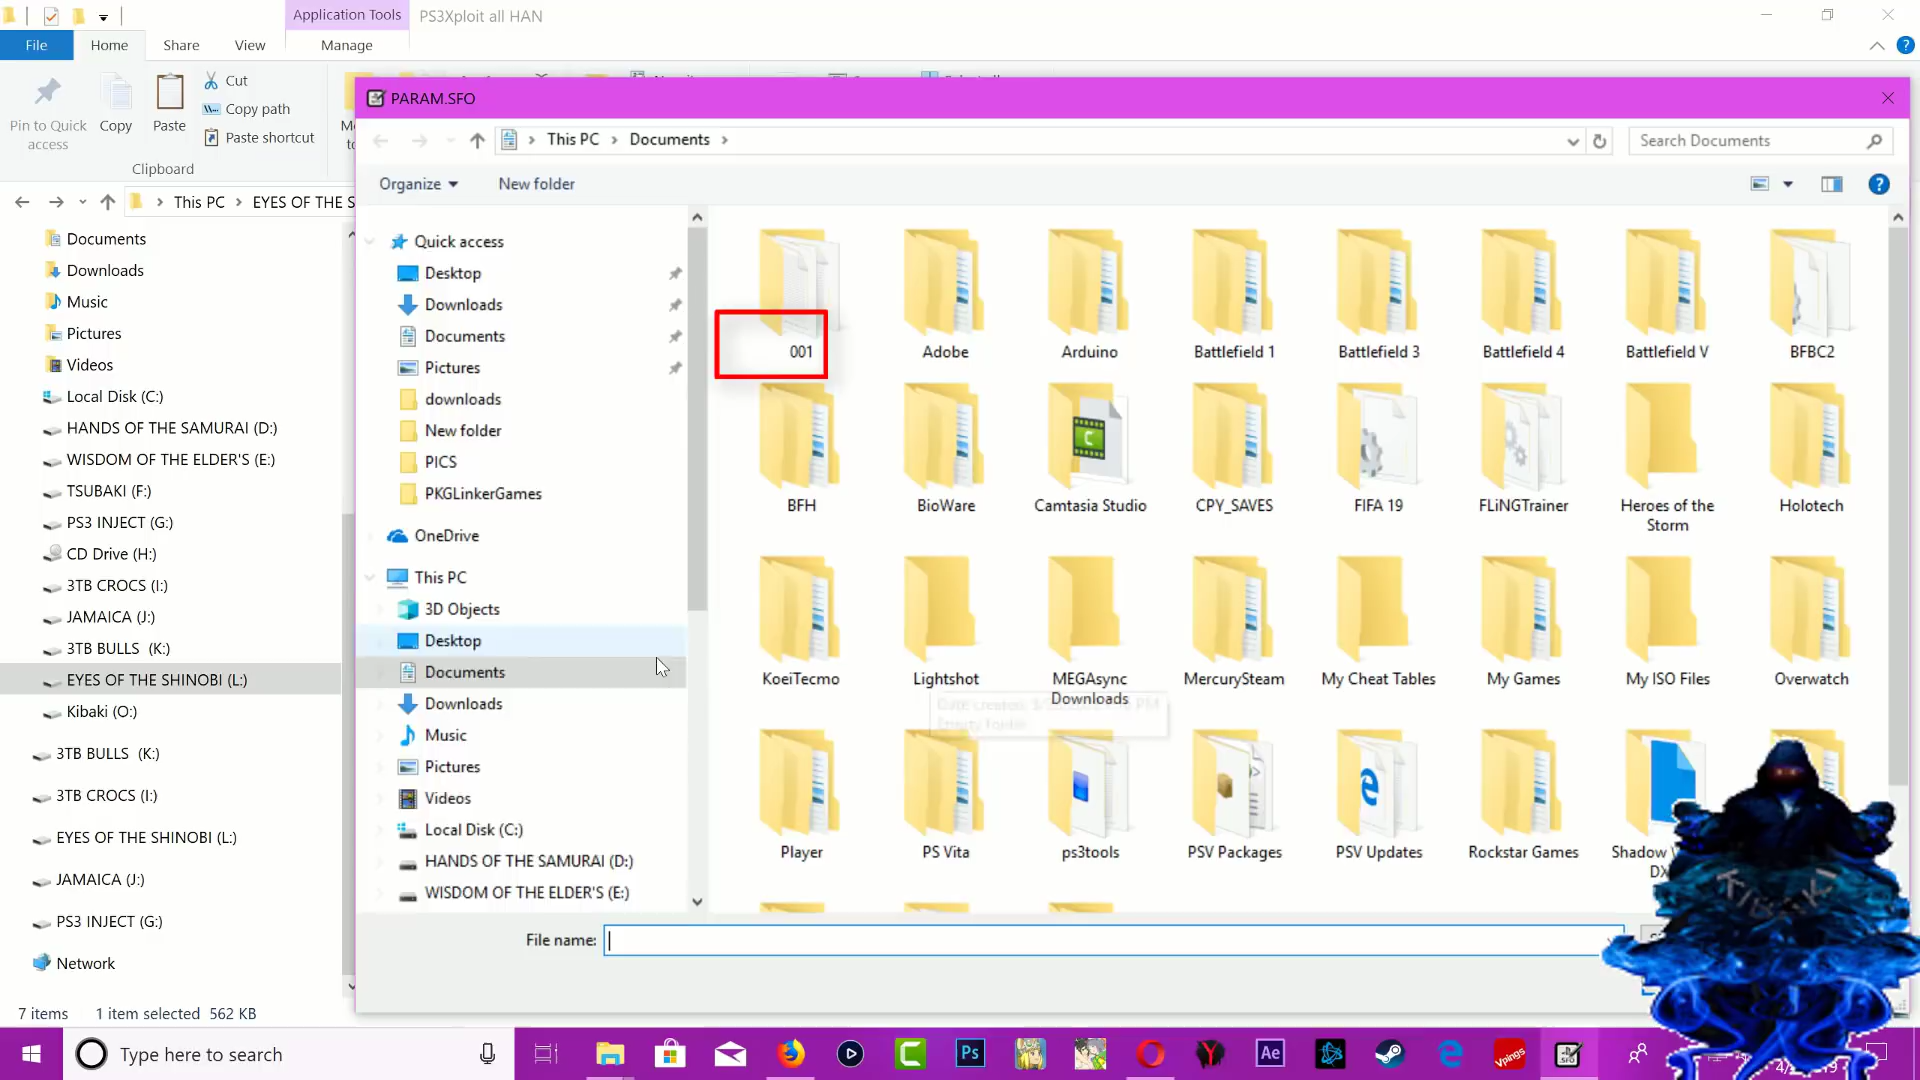 Application Tools
PS3Xploit all HAN
File
Home
Share
View
Manage
Pin to Quick
access
Copy
Paste
Cut
Copy path
Paste shortcut
Clipboard
This PC
EYES OF THE S
Documents
Downloads
Music
Pictures
Videos
Local Disk (C:)
HANDS OF THE SAMURAI (D:)
WISDOM OF THE ELDER'S (E:)
TSUBAKI (F:)
PS3 INJECT (G:)
CD Drive (H:)
3TB CROCS (I:)
JAMAICA (J:)
3TB BULLS (K:)
EYES OF THE SHINOBI (L:)
Kibaki (O:)
3TB BULLS (K:)
3TB CROCS (I:)
EYES OF THE SHINOBI (L:)
JAMAICA (J:)
PS3 INJECT (G:)
Network
7 items
1 item selected 562 KB
PARAM.SFO
This PC
Documents
Search Documents
Organize
New folder
Quick access
Desktop
Downloads
Documents
Pictures
downloads
New folder
PICS
PKGLinkerGames
OneDrive
This PC
3D Objects
Desktop
Documents
Downloads
Music
Pictures
Videos
Local Disk (C:)
HANDS OF THE SAMURAI (D:)
WISDOM OF THE ELDER'S (E:)
001
Adobe
Arduino
Battlefield 1
Battlefield 3
Battlefield 4
Battlefield V
BFBC2
BFH
BioWare
Camtasia Studio
CPY_SAVES
FIFA 19
FLiNGTrainer
Heroes of the
Storm
Holotech
KoeiTecmo
Lightshot
MEGAsync
Downloads
MercurySteam
My Cheat Tables
My Games
My ISO Files
Overwatch
Empty folder
Player
PS Vita
ps3tools
PSV Packages
PSV Updates
Rockstar Games
Shadow
DX
KIBAKI
File name:
Type here to search
Ps
Ae
Vpings